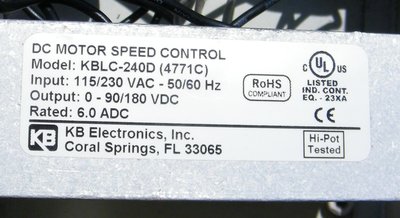 DC MOTOR SPEED CONTROL
Model: KBLC-240D (4771C)
Input: 115/230 VAC - 50/60 Hz
Output: 0 - 90/180 VDC
Rated: 6.0 ADC
KB
KB Electronics, Inc.
Coral Springs, FL 33065
RoHS
COMPLIANT
C UL US
LISTED
IND. CONT.
EQ. - 23XA
CE
Hi-Pot
Tested